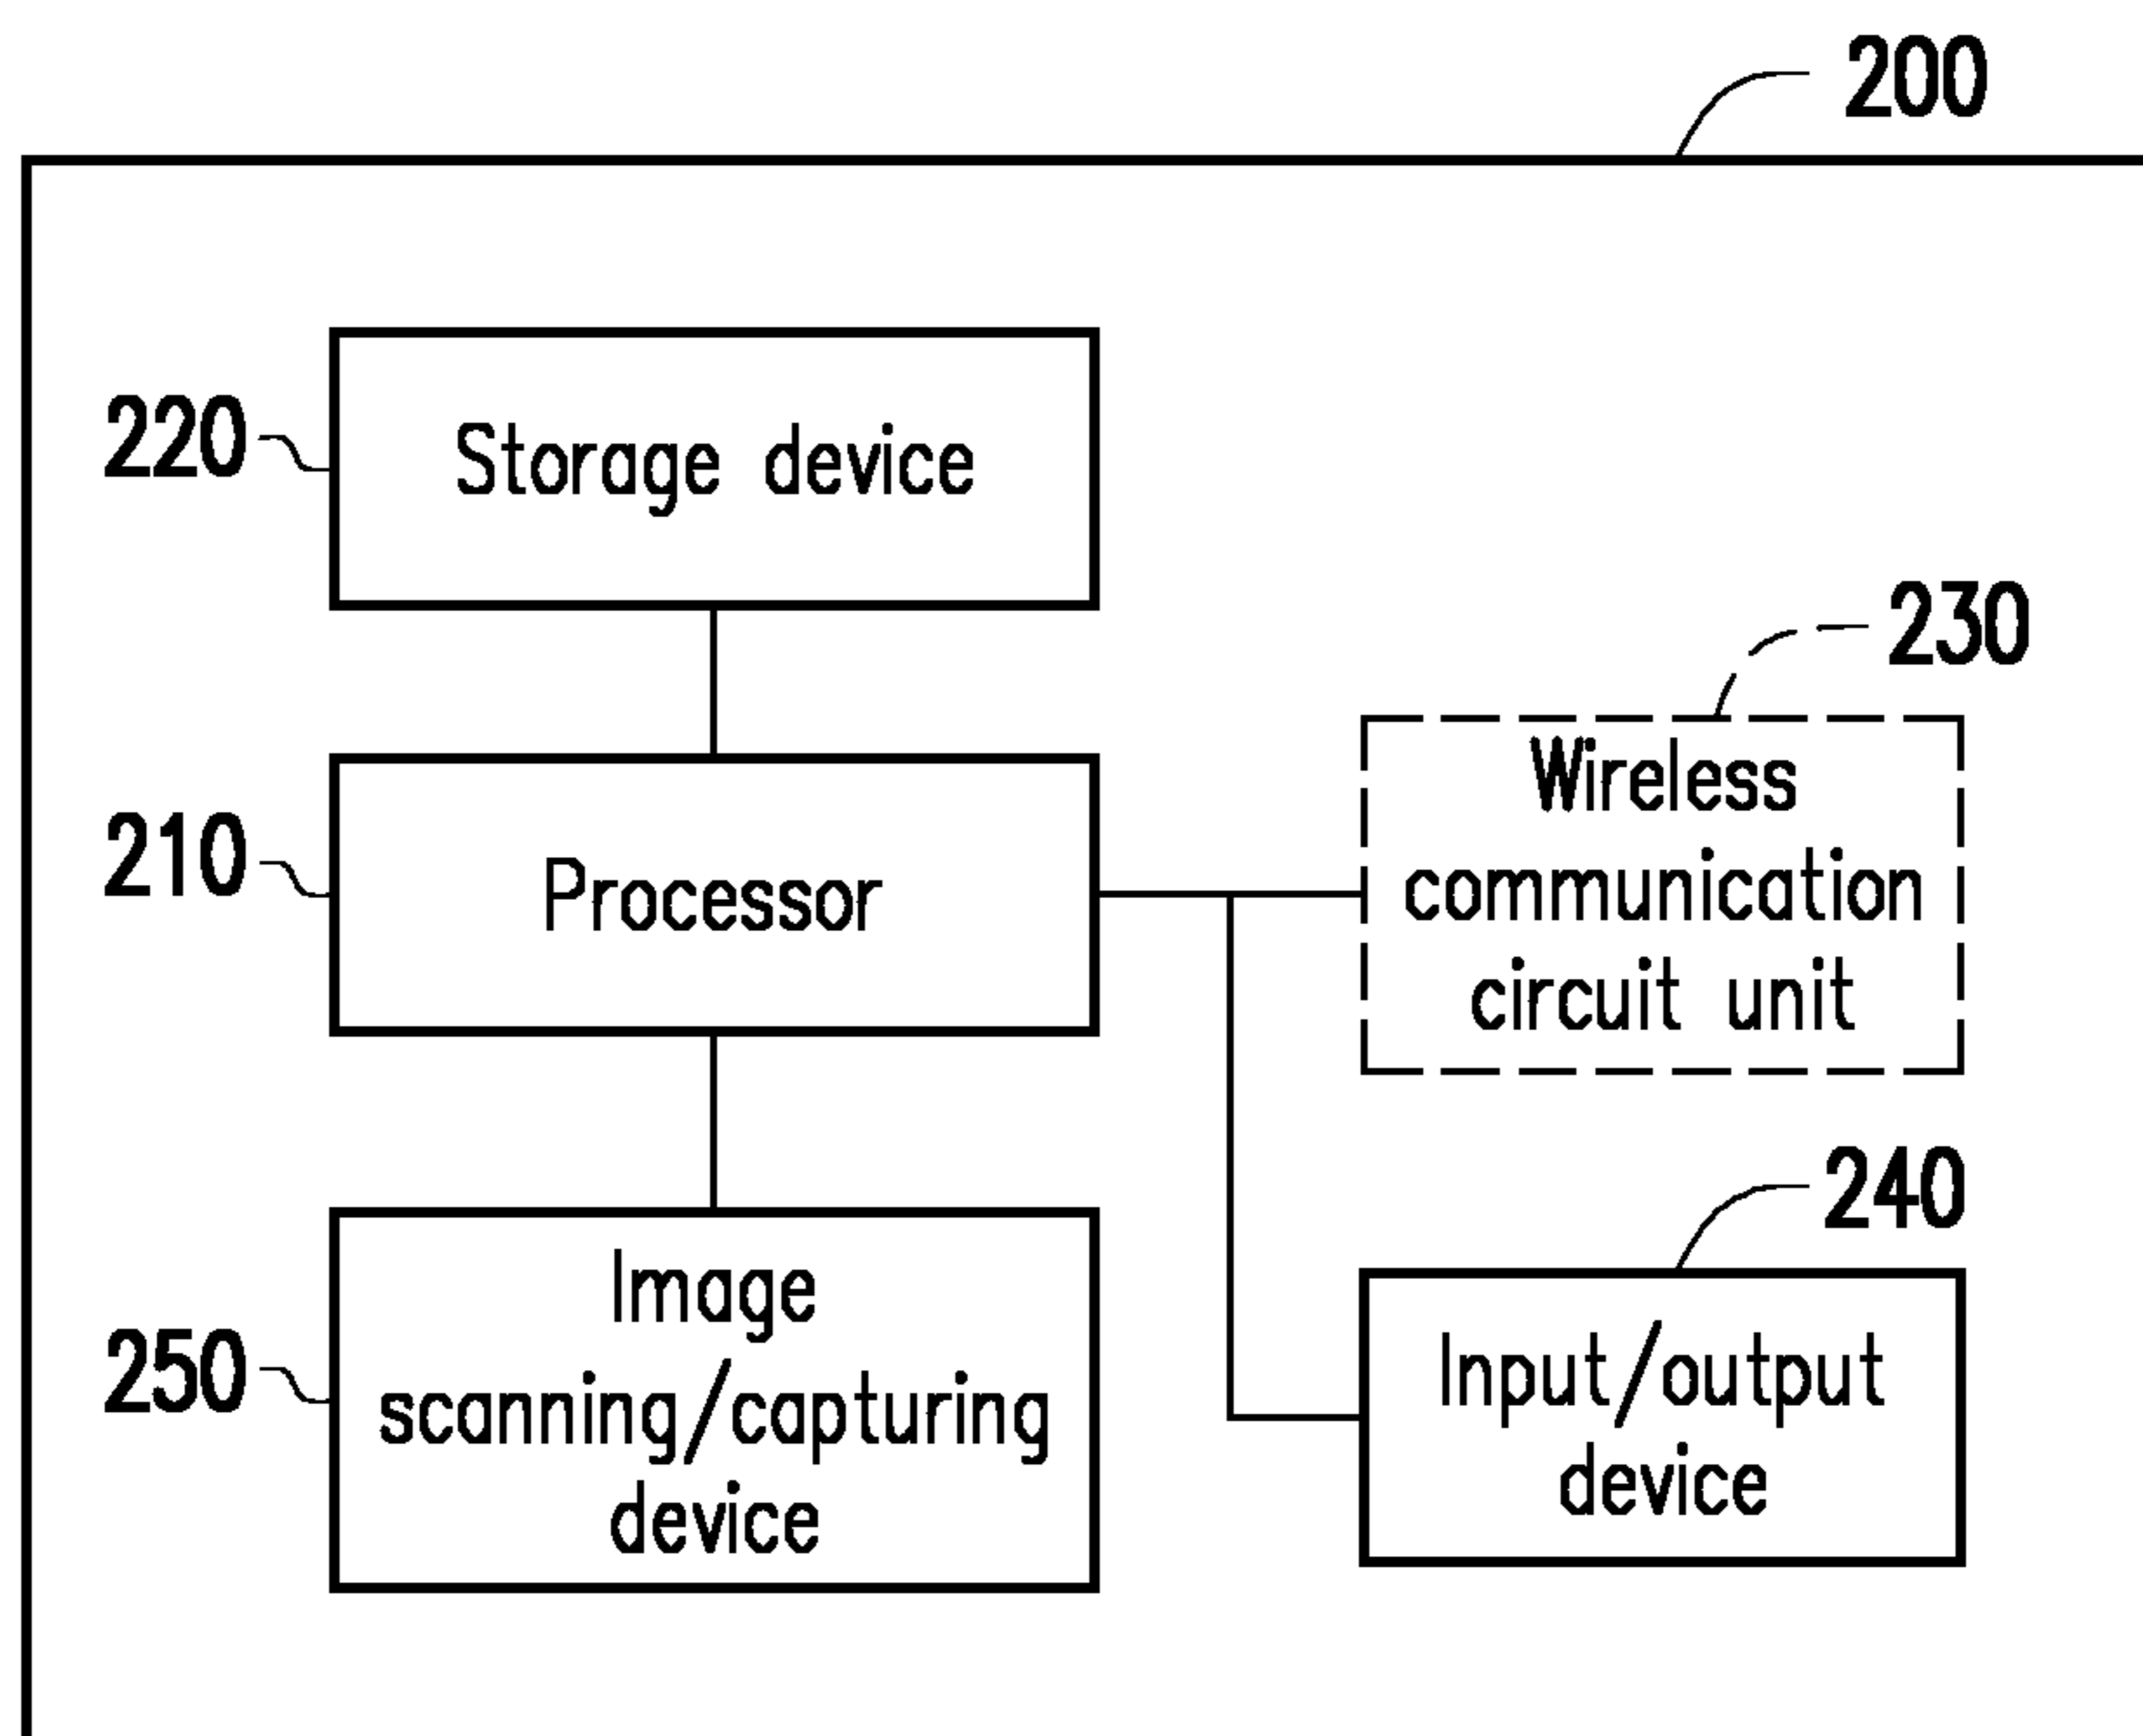 200
220
Storage device
230
210
Processor
Wireless
communication
circuit unit
240
250
Image
scanning/capturing
device
Input/output
device